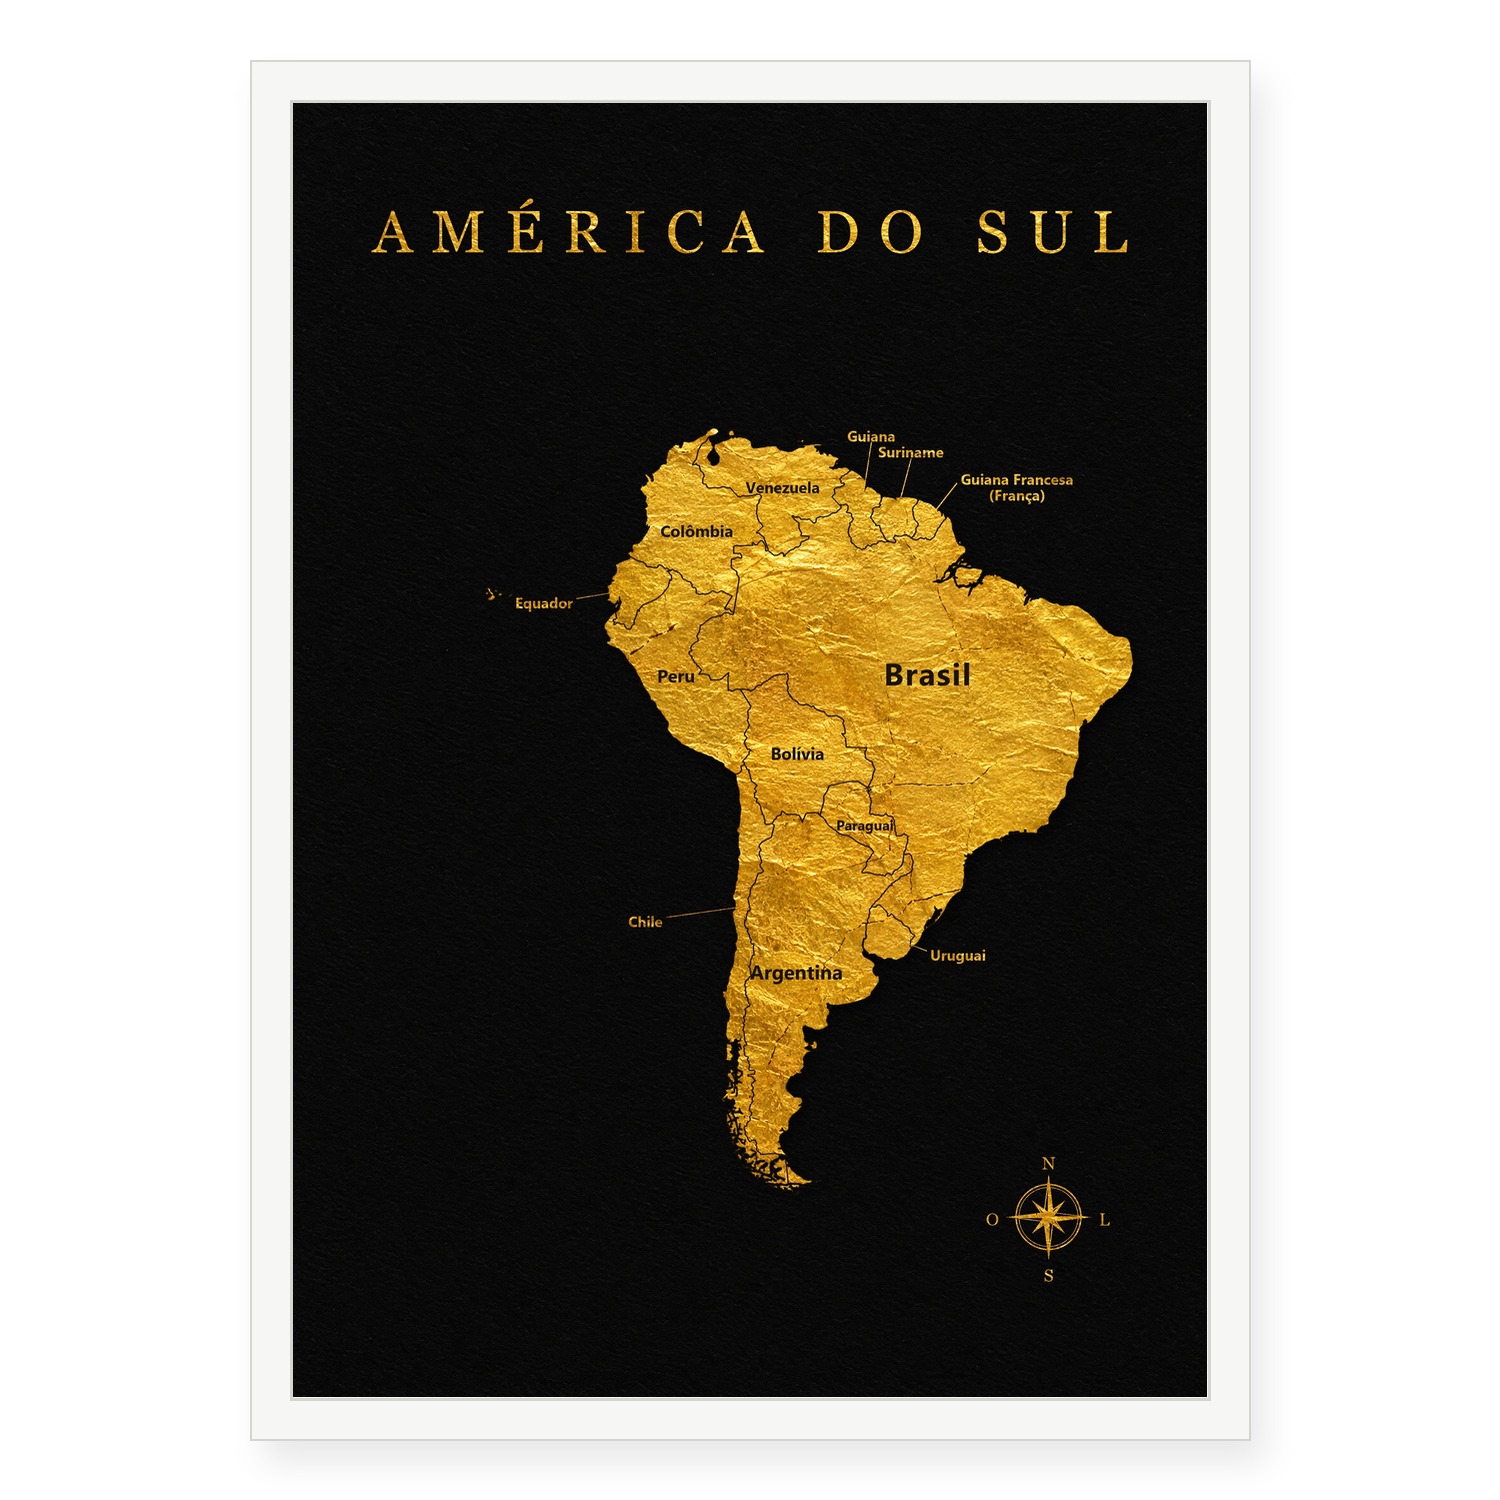 AMÉRICA DO SUL
Guiana
Suriname
Guiana Francesa
(França)
Venezuela
Colômbia
Equador
Brasil
Peru
Bolívia
Paraguai
Chile
Uruguai
Argentina
N
O
L
S